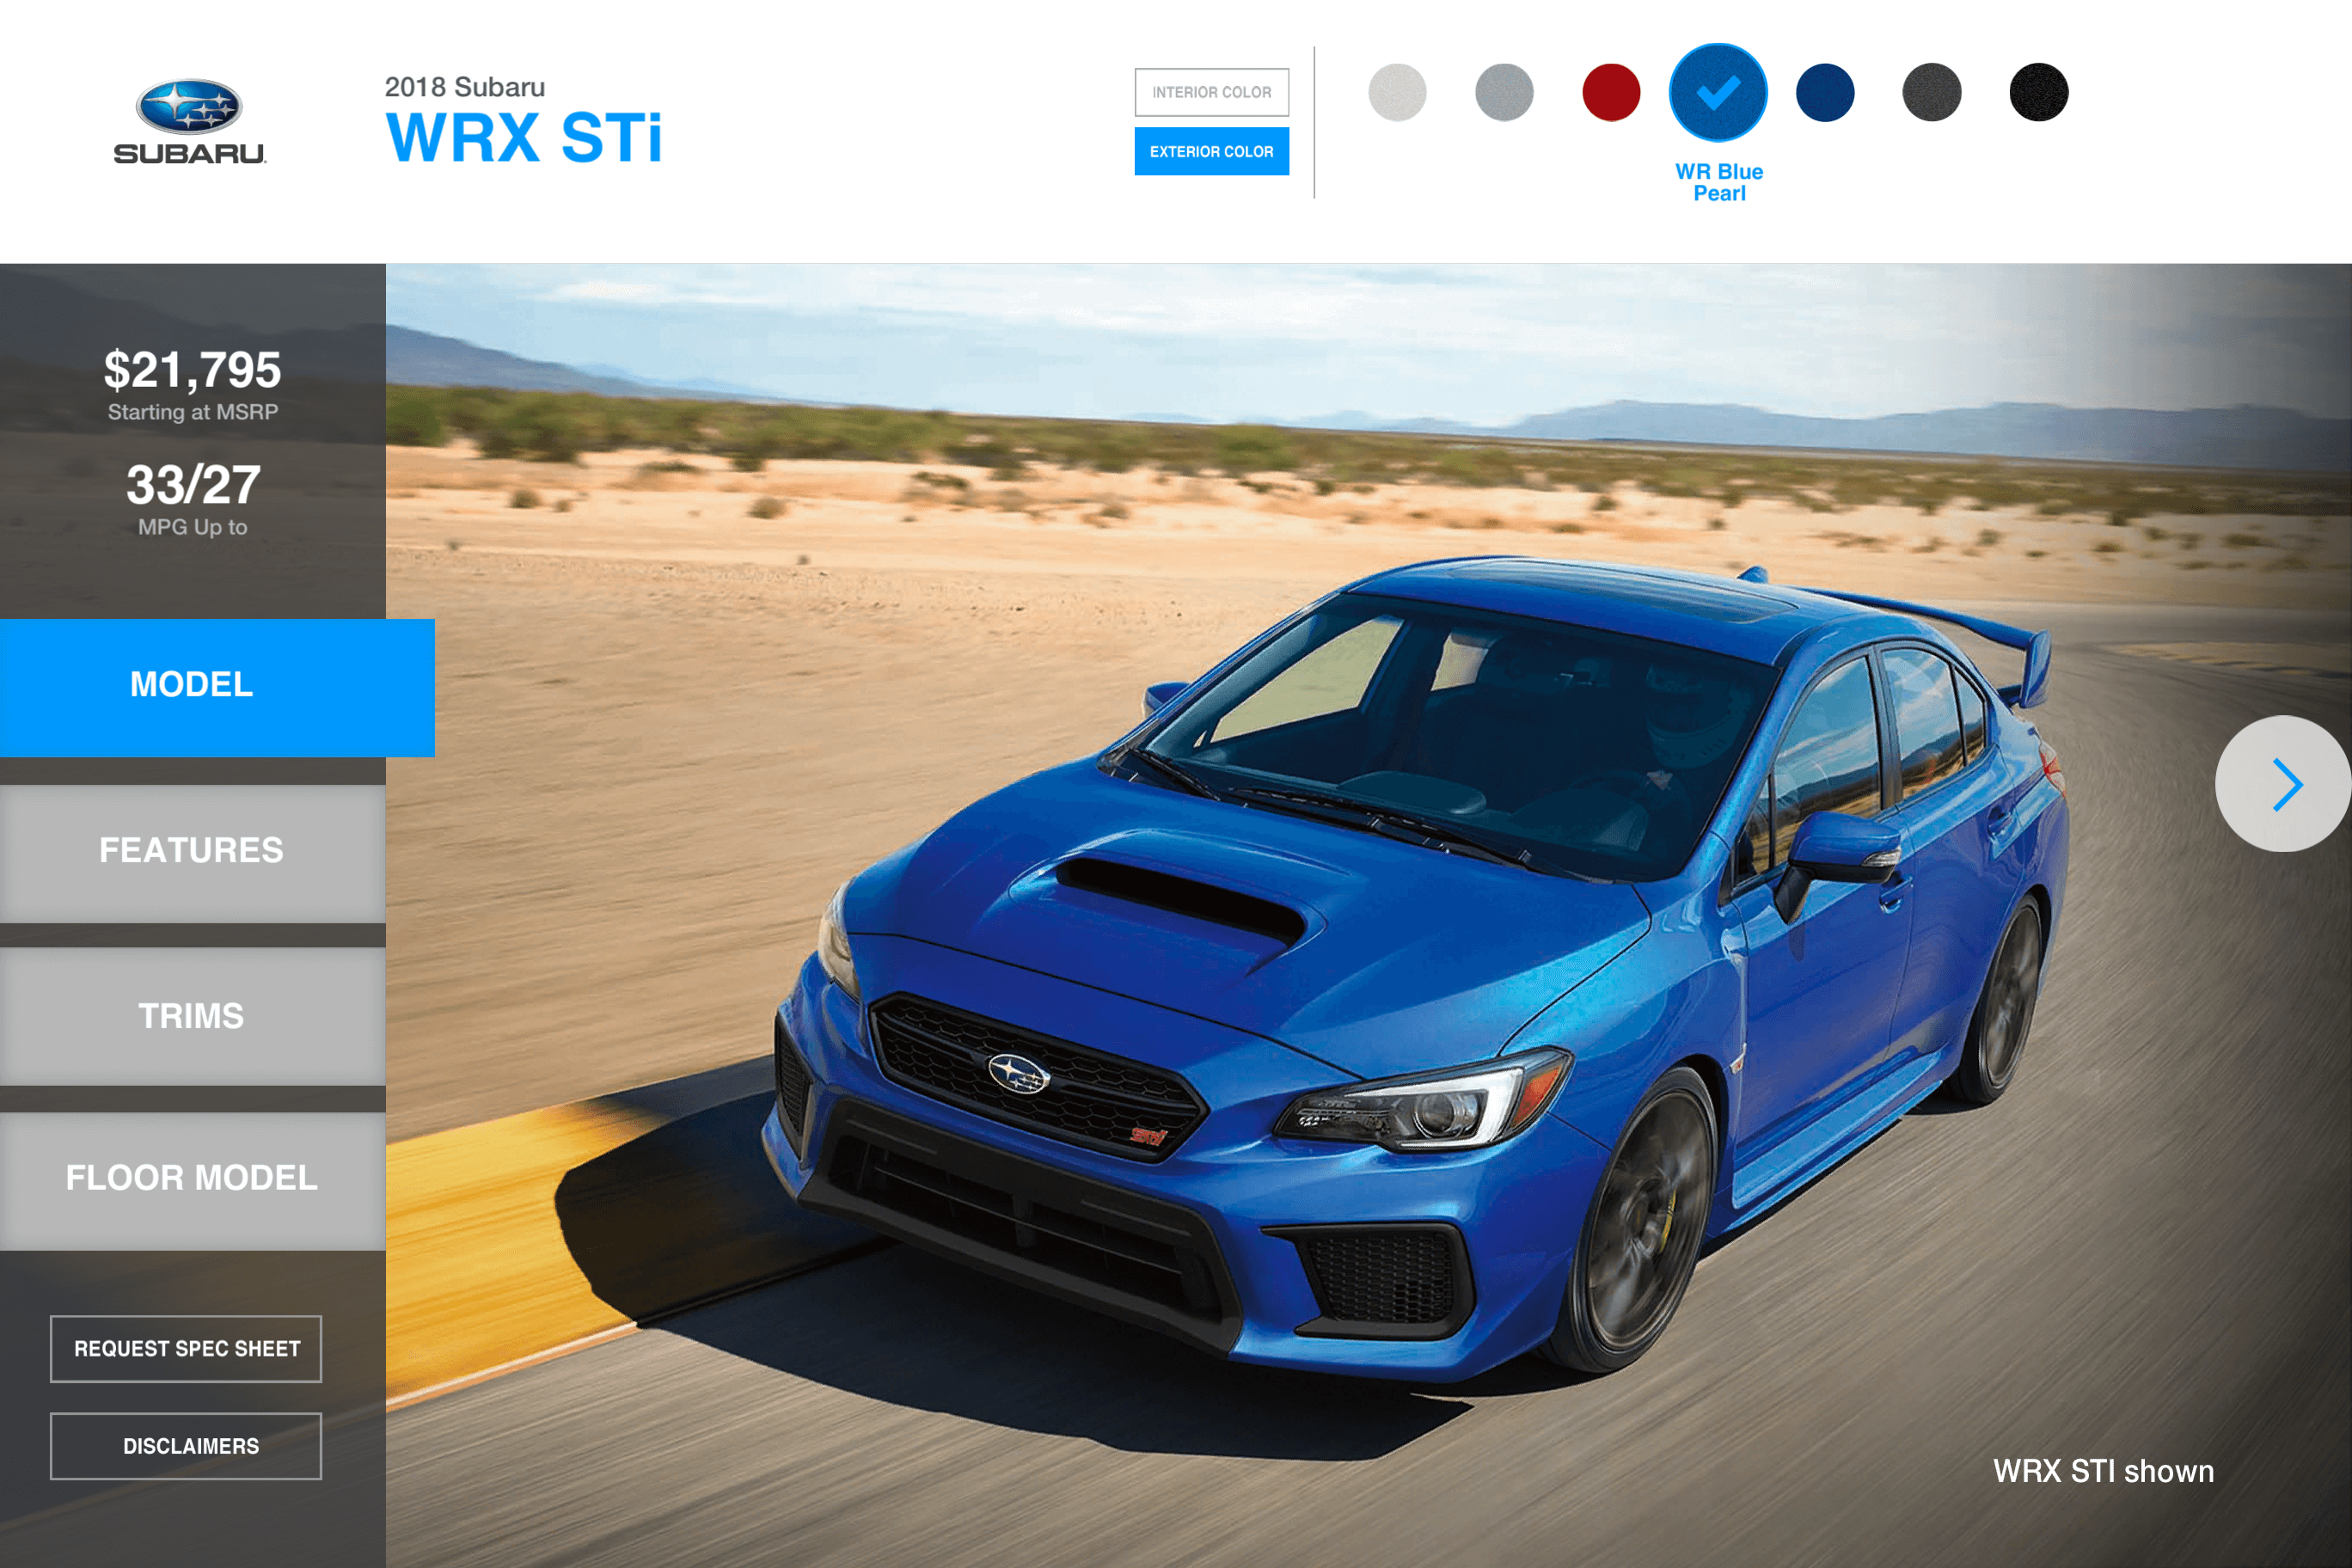 SUBARU
2018 Subaru
WRX STi
INTERIOR COLOR
EXTERIOR COLOR
WR Blue
Pearl
$21,795
Starting at MSRP
33/27
MPG Up to
MODEL
FEATURES
TRIMS
FLOOR MODEL
REQUEST SPEC SHEET
DISCLAIMERS
STI
WRX STI shown